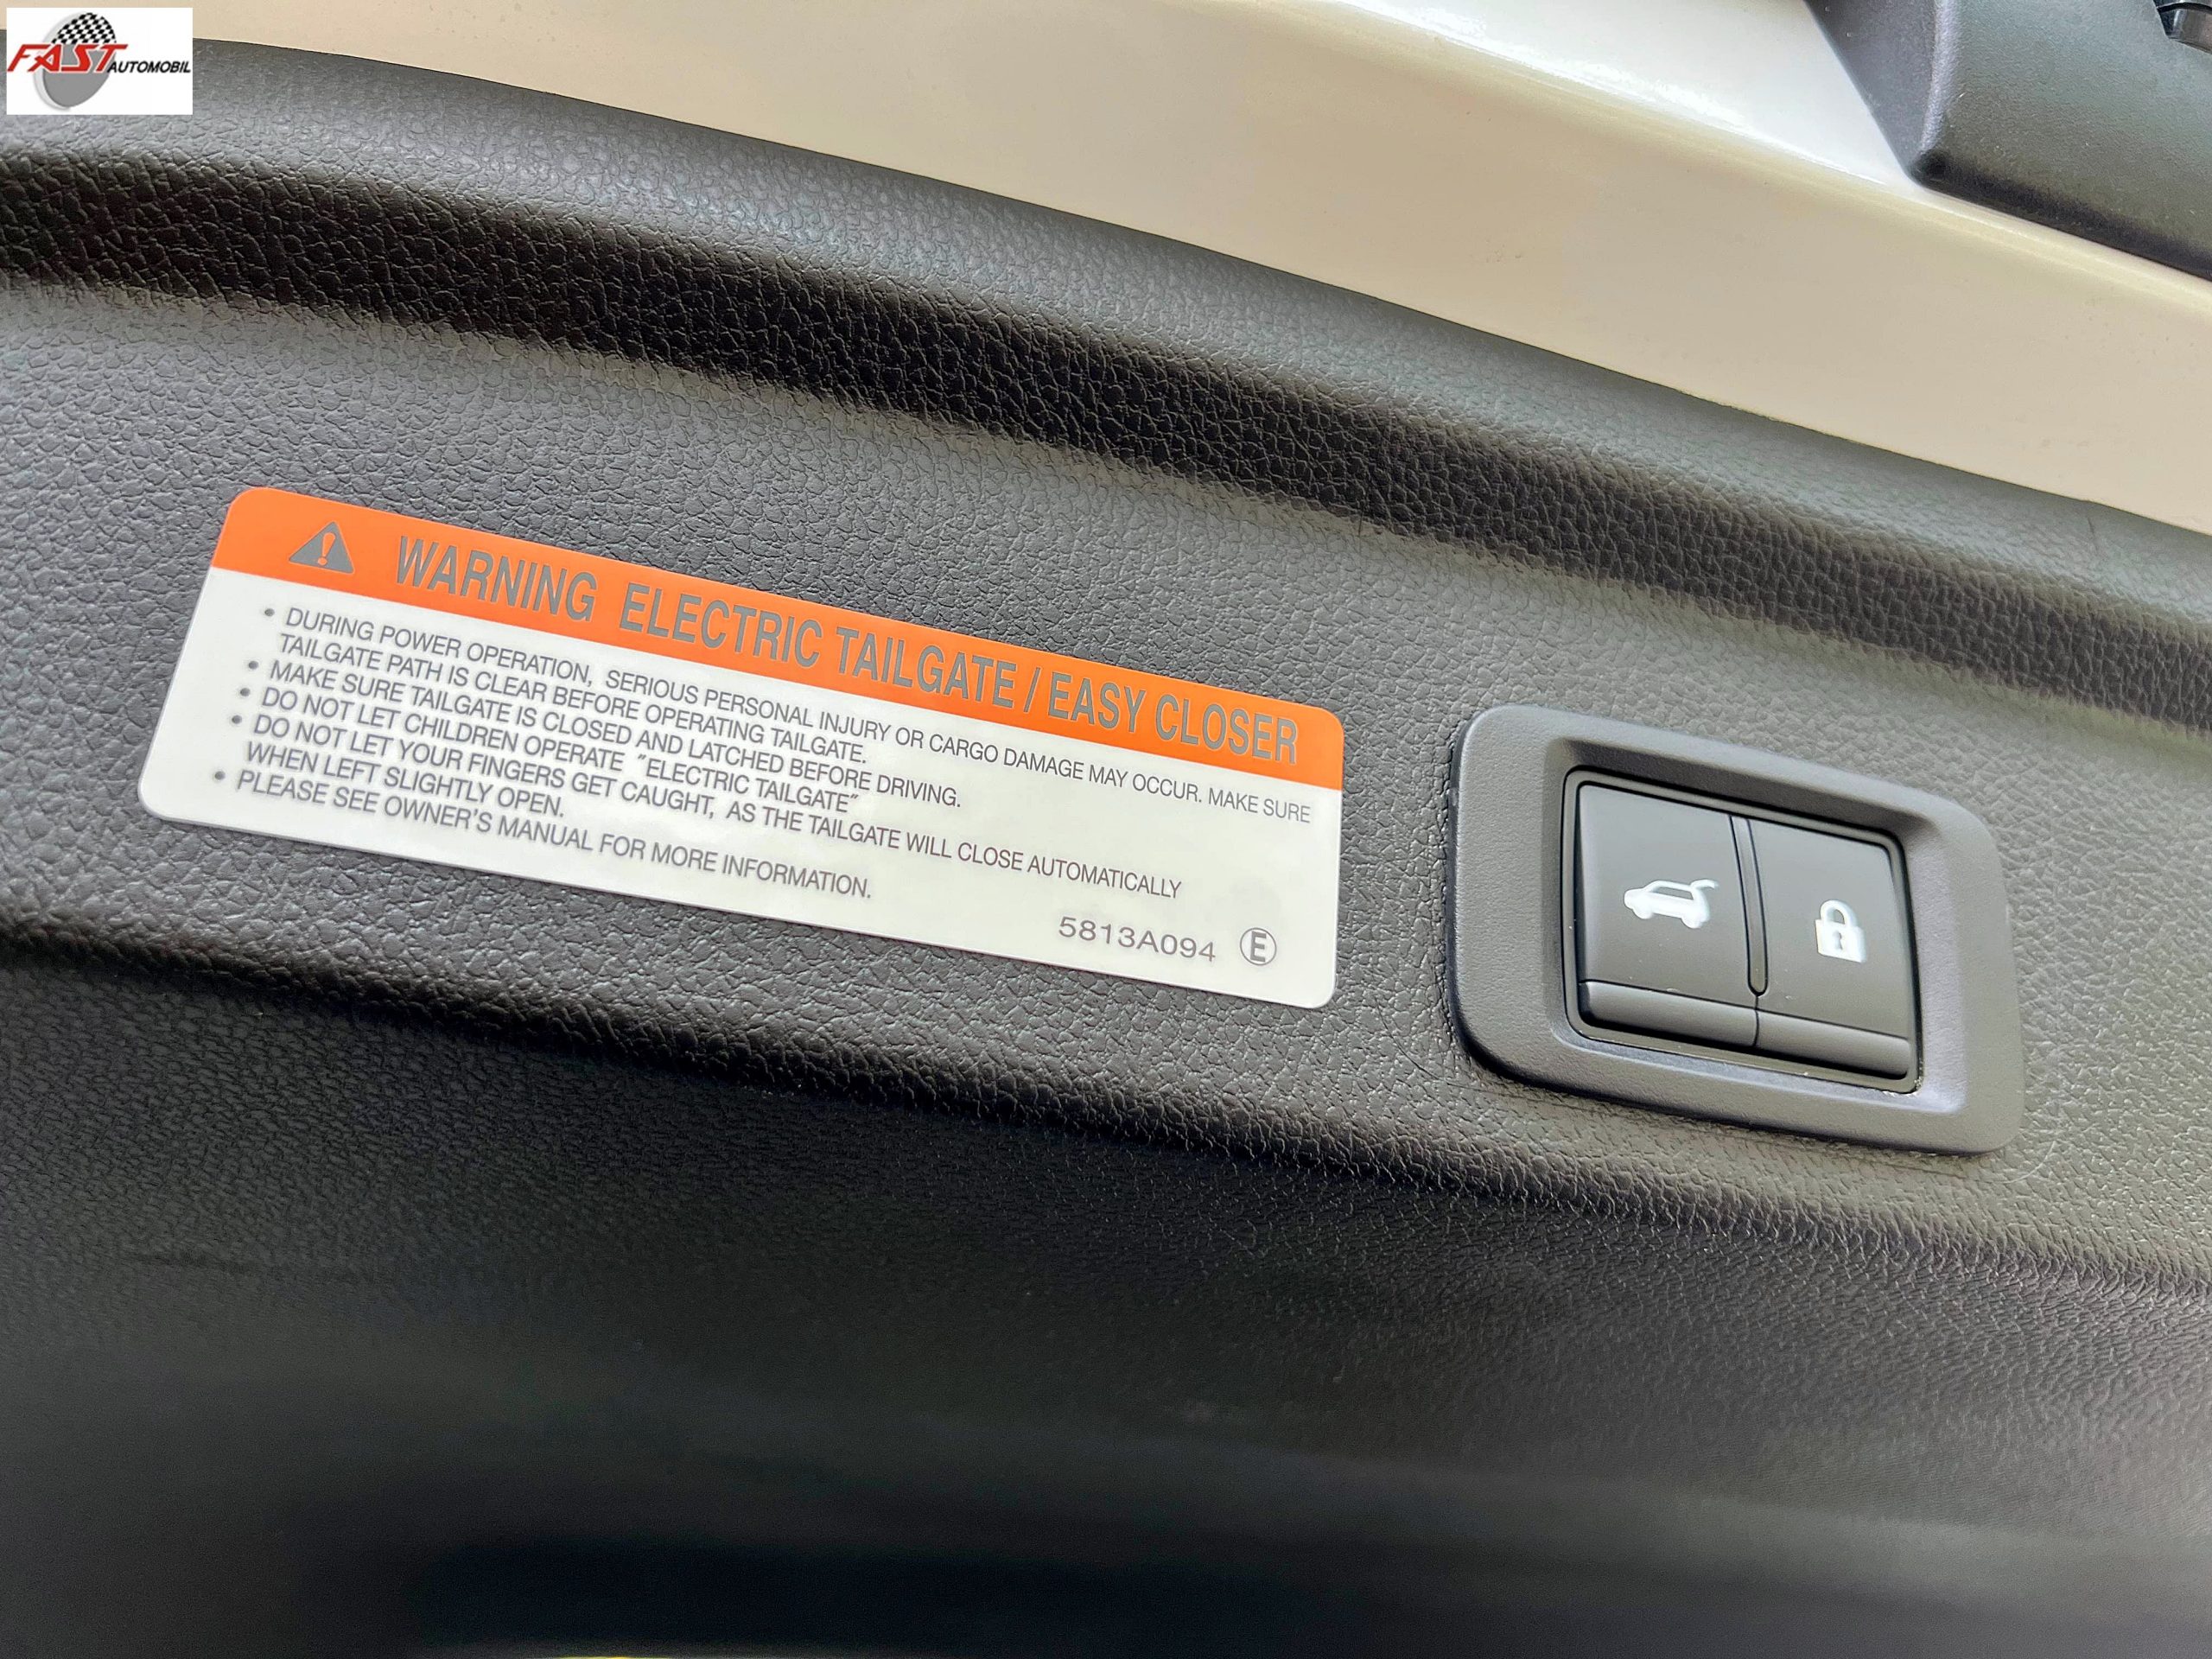 FAST AUTOMOBIL
WARNING ELECTRIC TAILGATE / EASY CLOSER
• DURING POWER OPERATION, SERIOUS PERSONAL INJURY OR CARGO DAMAGE MAY OCCUR. MAKE SURE
TAILGATE PATH IS CLEAR BEFORE OPERATING TAILGATE.
• MAKE SURE TAILGATE IS CLOSED AND LATCHED BEFORE DRIVING.
• DO NOT LET CHILDREN OPERATE "ELECTRIC TAILGATE"
• DO NOT LET YOUR FINGERS GET CAUGHT, AS THE TAILGATE WILL CLOSE AUTOMATICALLY
WHEN LEFT SLIGHTLY OPEN.
• PLEASE SEE OWNER'S MANUAL FOR MORE INFORMATION.
5813A094 Ⓔ